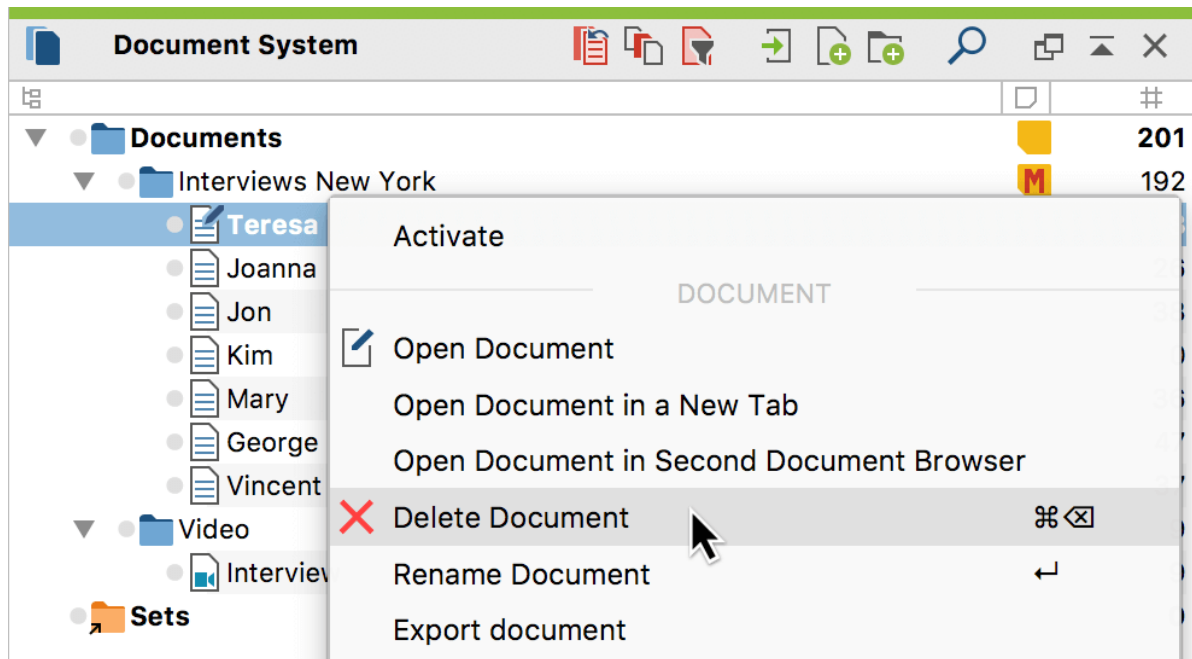 Document System
#
Documents 201
Interviews New York M 192
Teresa
Activate
Joanna
DOCUMENT
Jon
Open Document
Kim
Open Document in a New Tab
Mary
Open Document in Second Document Browser
George
Vincent
Delete Document ⌘⌫
Video
Rename Document ↵
Interview
Export document
Sets